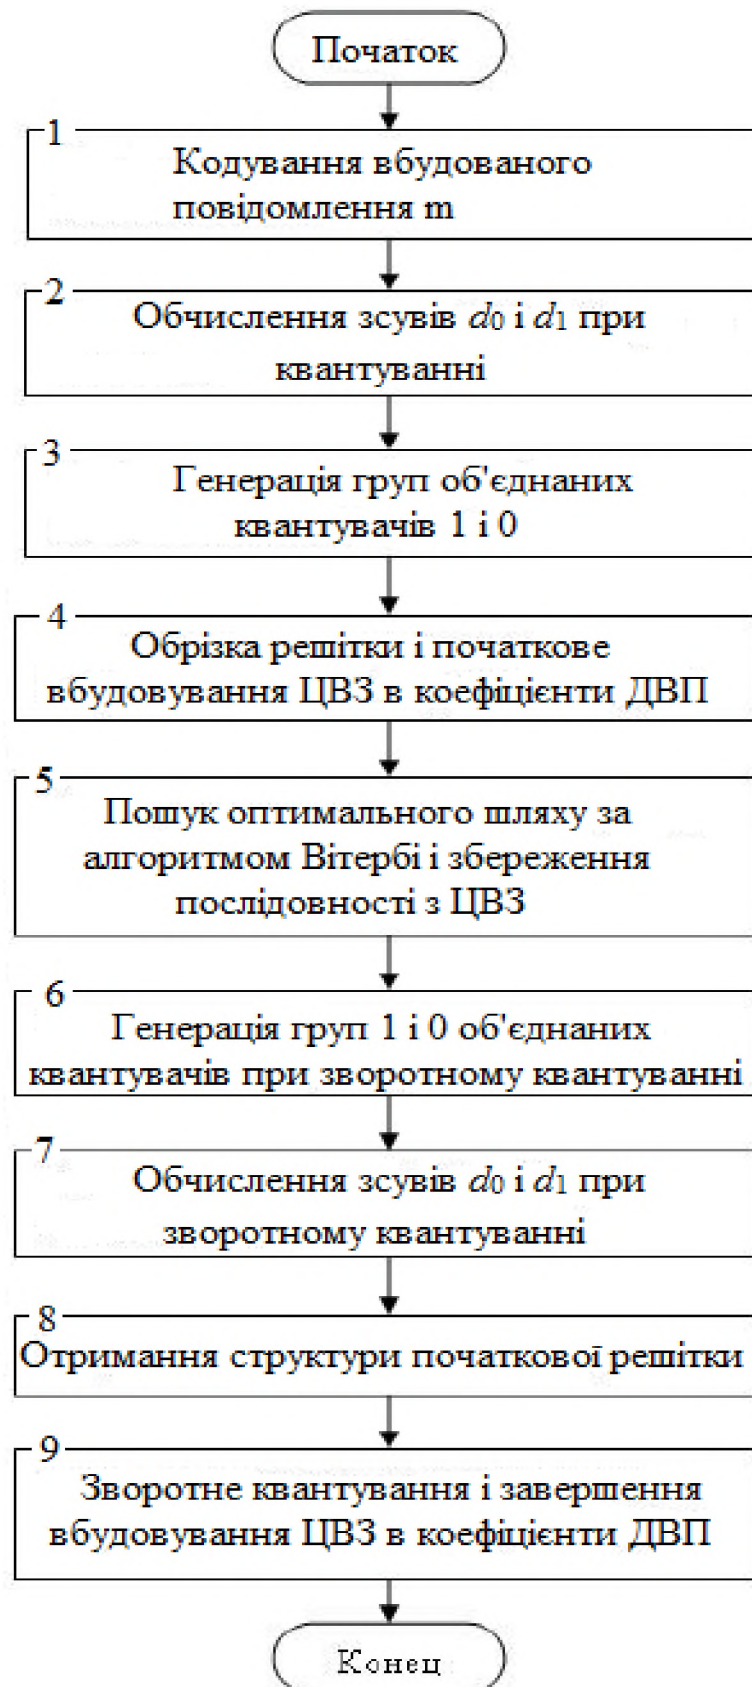 Початок
1
Кодування вбудованого
повідомлення m
2
Обчислення зсувів d0 і d1 при
квантуванні
3
Генерація груп об'єднаних
квантувачів 1 і 0
4
Обрізка решітки і початкове
вбудовування ЦВЗ в коефіцієнти ДВП
5
Пошук оптимального шляху за
алгоритмом Вітербі і збереження
послідовності з ЦВЗ
6
Генерація груп 1 і 0 об'єднаних
квантувачів при зворотному квантуванні
7
Обчислення зсувів d0 і d1 при
зворотному квантуванні
8
Отримання структури початкової решітки
9
Зворотне квантування і завершення
вбудовування ЦВЗ в коефіцієнти ДВП
Конец